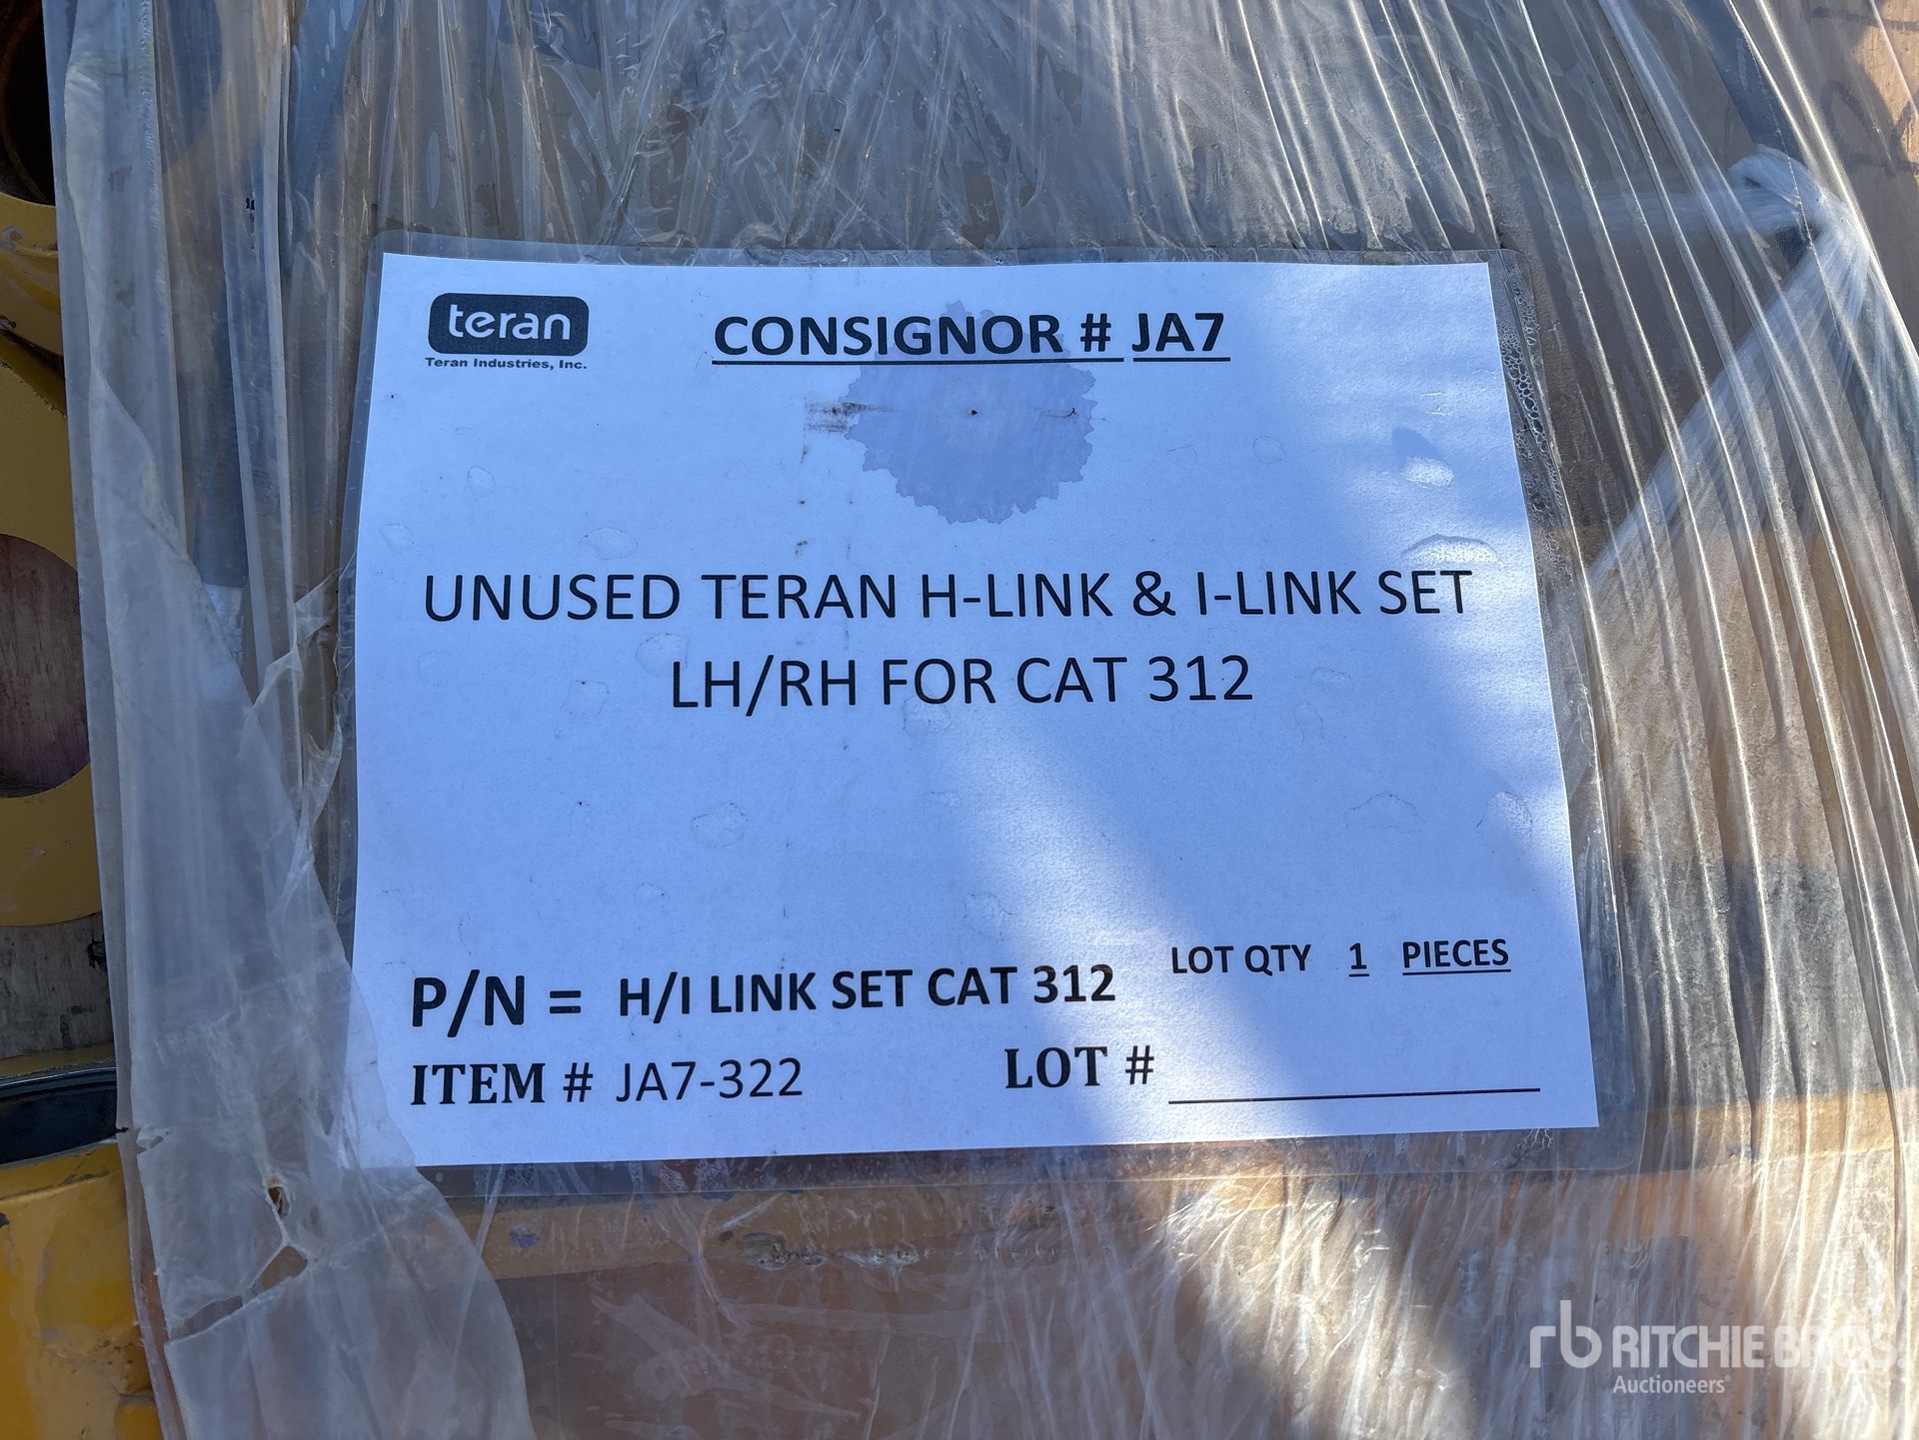 teran
Teran Industries, Inc.
CONSIGNOR # JA7
UNUSED TERAN H-LINK & I-LINK SET
LH/RH FOR CAT 312
P/N = H/I LINK SET CAT 312
LOT QTY 1 PIECES
ITEM # JA7-322
LOT #
rb RITCHIE BROS.
Auctioneers